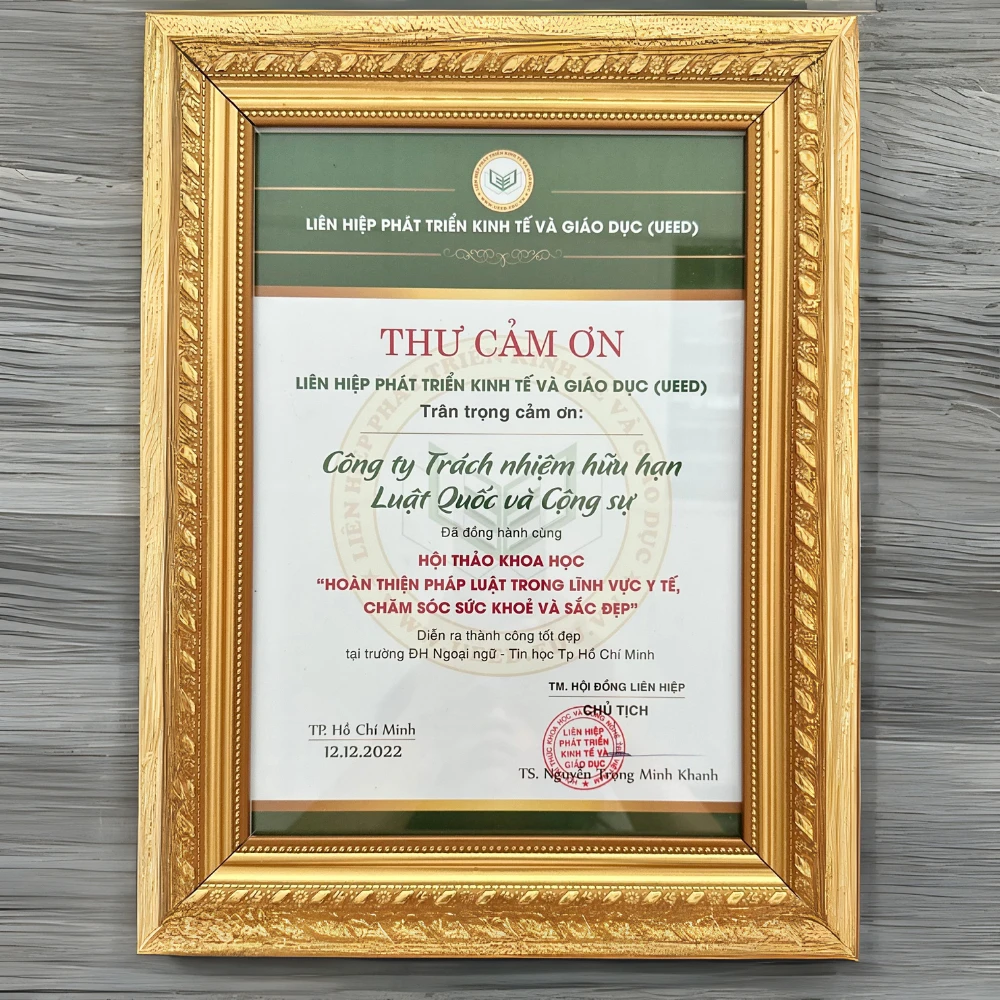 LIÊN HIỆP PHÁT TRIỂN KINH TẾ VÀ GIÁO DỤC (UEED)
THƯ CẢM ƠN
LIÊN HIỆP PHÁT TRIỂN KINH TẾ VÀ GIÁO DỤC (UEED)
Trân trọng cảm ơn:
Công ty Trách nhiệm hữu hạn
Luật Quốc và Cộng sự
Đã đồng hành cùng
HỘI THẢO KHOA HỌC
“HOÀN THIỆN PHÁP LUẬT TRONG LĨNH VỰC Y TẾ,
CHĂM SÓC SỨC KHOẺ VÀ SẮC ĐẸP”
Diễn ra thành công tốt đẹp
tại trường ĐH Ngoại ngữ - Tin học Tp Hồ Chí Minh
TM. HỘI ĐỒNG LIÊN HIỆP
CHỦ TỊCH
TP. Hồ Chí Minh
12.12.2022
LIÊN HIỆP
PHÁT TRIỂN
KINH TẾ VÀ
GIÁO DỤC
TS. Nguyễn Trọng Minh Khanh